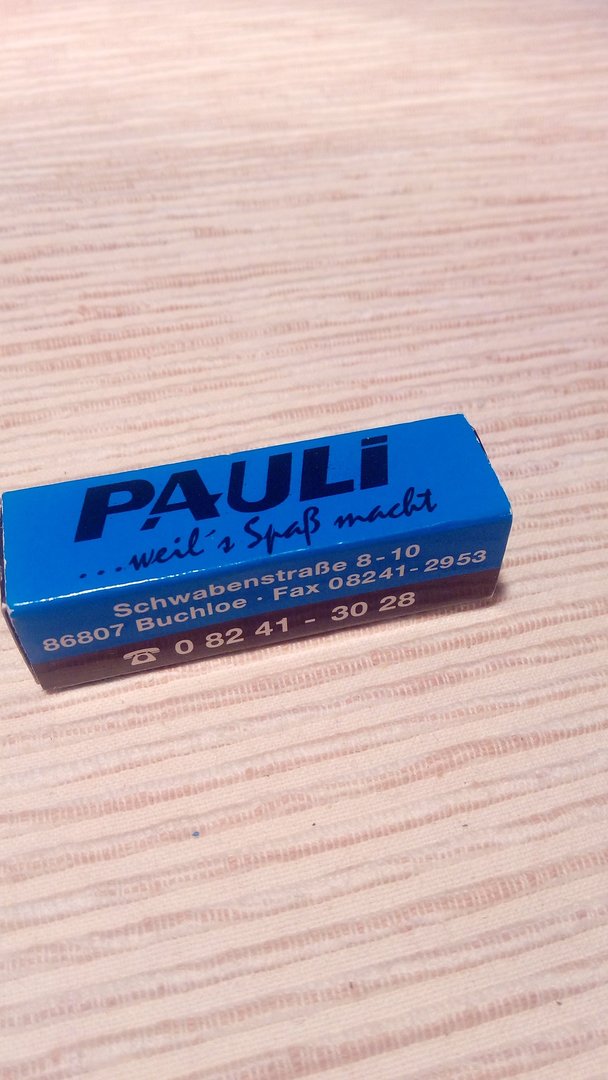 PAULi
...weil´s Spaß macht
Schwabenstraße 8-10
86807 Buchloe · Fax 08241-2953
☎ 0 82 41 - 30 28